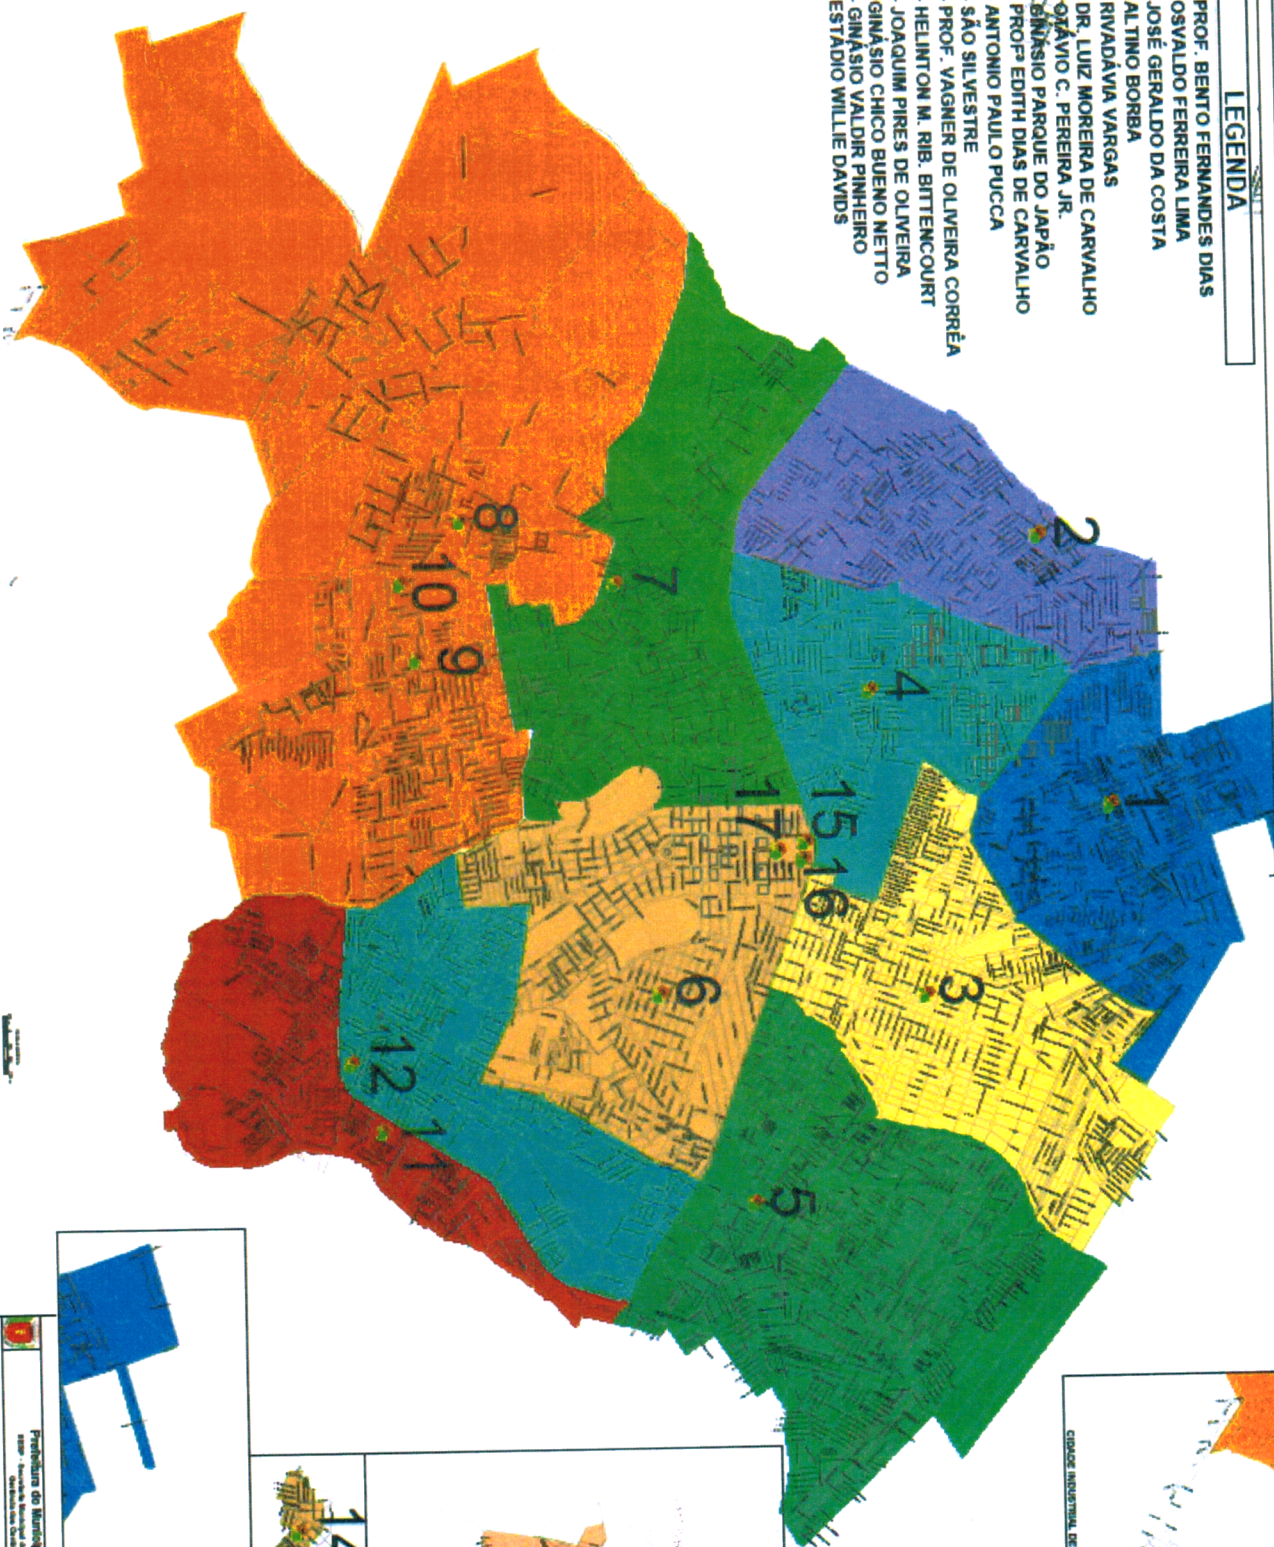 LEGENDA
PROF. BENTO FERNANDES DIAS
OSVALDO FERREIRA LIMA
JOSÉ GERALDO DA COSTA
ALTINO BORBA
RIVADÁVIA VARGAS
DR. LUIZ MOREIRA DE CARVALHO
OTÁVIO C. PEREIRA JR.
GINÁSIO PARQUE DO JAPÃO
PROFª EDITH DIAS DE CARVALHO
ANTONIO PAULO PUCCA
- SÃO SILVESTRE
- PROF. VAGNER DE OLIVEIRA CORRÊA
- HELINTON M. RIB. BITTENCOURT
- JOAQUIM PIRES DE OLIVEIRA
GINÁSIO CHICO BUENO NETTO
- GINÁSIO VALDIR PINHEIRO
ESTADIO WILLIE DAVIDS
2
1
4
3
15
16
17
7
6
5
8
9
10
12
11
14
CIDADE INDUSTRIAL DE
Prefeitura do Municí